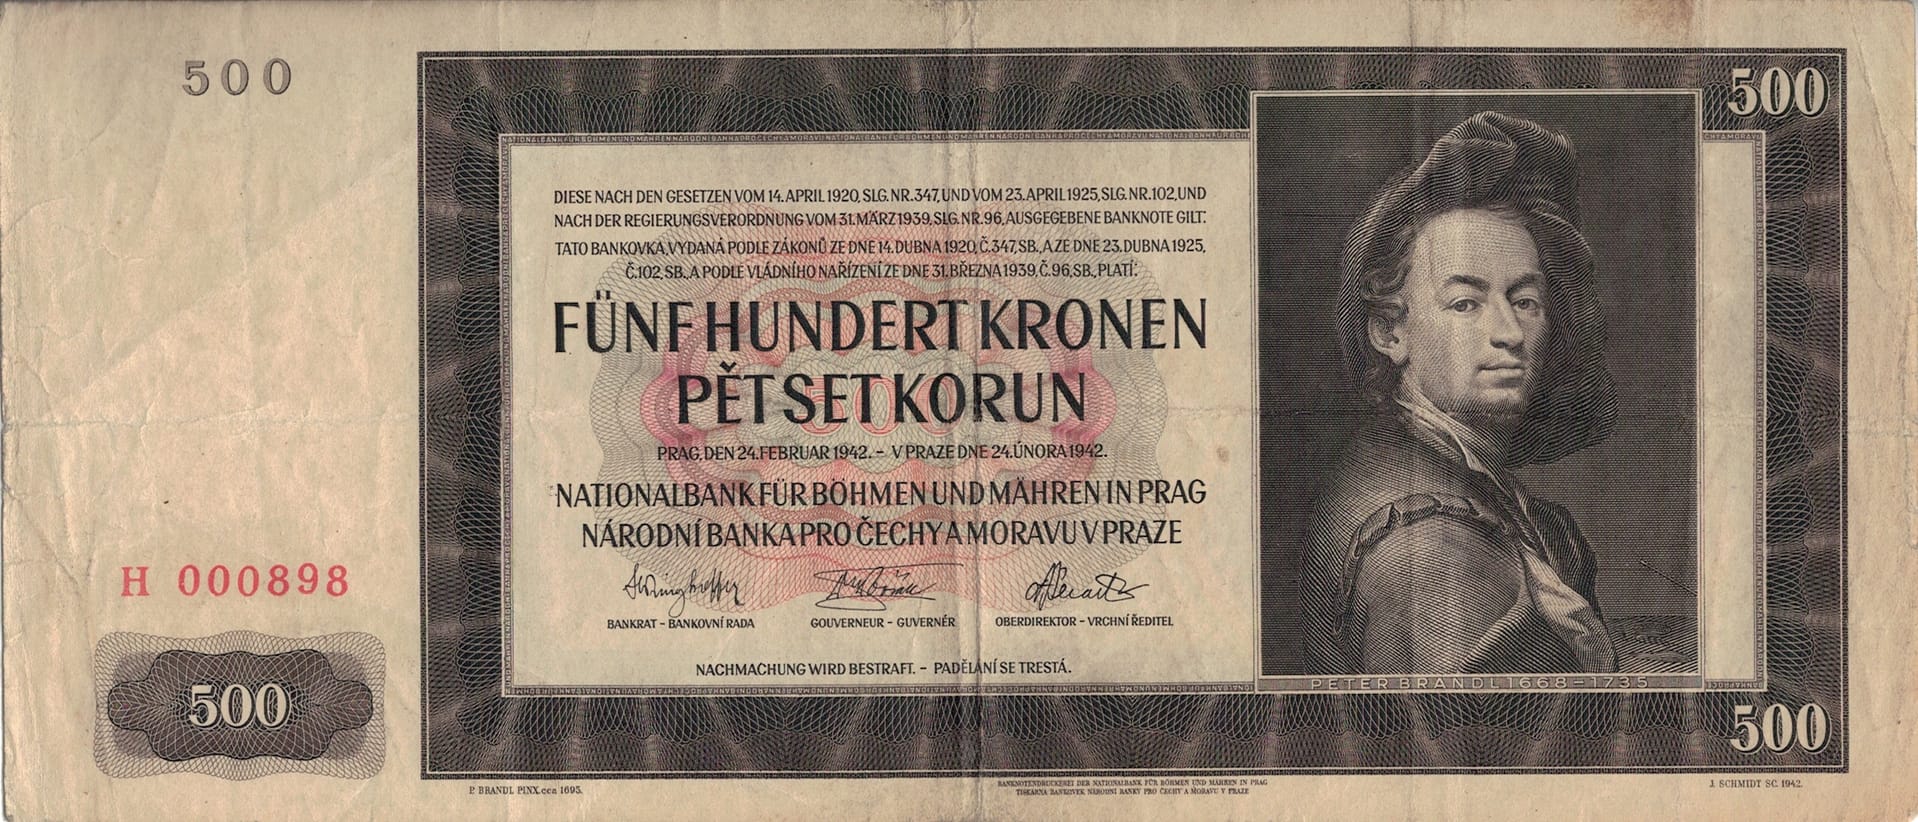 500
500
DIESE NACH DEN GESETZEN VOM 14. APRIL 1920, SLG. NR. 347, UND VOM 23. APRIL 1925, SLG. NR. 102, UND
NACH DER REGIERUNGSVERORDNUNG VOM 31. MÄRZ 1939, SLG. NR. 96, AUSGEGEBENE BANKNOTE GILT:
TATO BANKOVKA, VYDANÁ PODLE ZÁKONŮ ZE DNE 14. DUBNA 1920, Č. 347, SB., A ZE DNE 23. DUBNA 1925,
Č. 102, SB., A PODLE VLÁDNÍHO NAŘÍZENÍ ZE DNE 31. BŘEZNA 1939, Č. 96, SB., PLATÍ:
FÜNFHUNDERT KRONEN
PĚTSET KORUN
PRAG, DEN 24. FEBRUAR 1942. – V PRAZE DNE 24. ÚNORA 1942.
NATIONALBANK FÜR BÖHMEN UND MÄHREN IN PRAG
NÁRODNÍ BANKA PRO ČECHY A MORAVU V PRAZE
H 000898
BANKRAT – BANKOVNÍ RADA GOUVERNEUR – GUVERNÉR OBERDIREKTOR – VRCHNÍ ŘEDITEL
NACHMACHUNG WIRD BESTRAFT. – PADĚLÁNÍ SE TRESTÁ.
PETER BRANDL 1668–1735
500
500
P. BRANDL PINX. cca 1695.
BANKNOTENDRUCKEREI DER NATIONALBANK FÜR BÖHMEN UND MÄHREN IN PRAG
TISKÁRNA BANKOVEK NÁRODNÍ BANKY PRO ČECHY A MORAVU V PRAZE
J. SCHMIDT SC. 1942.